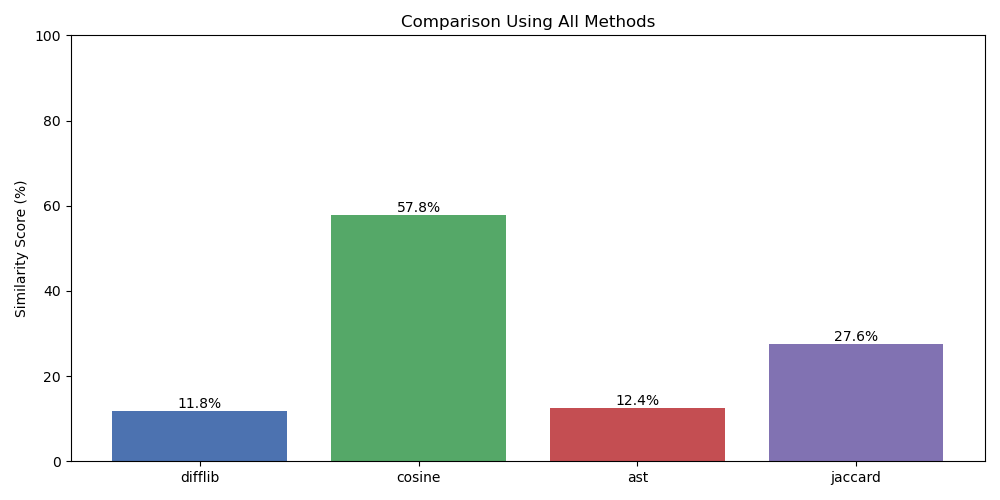 Comparison Using All Methods
100
80
60
40
20
0
Similarity Score (%)
11.8%
57.8%
12.4%
27.6%
difflib
cosine
ast
jaccard